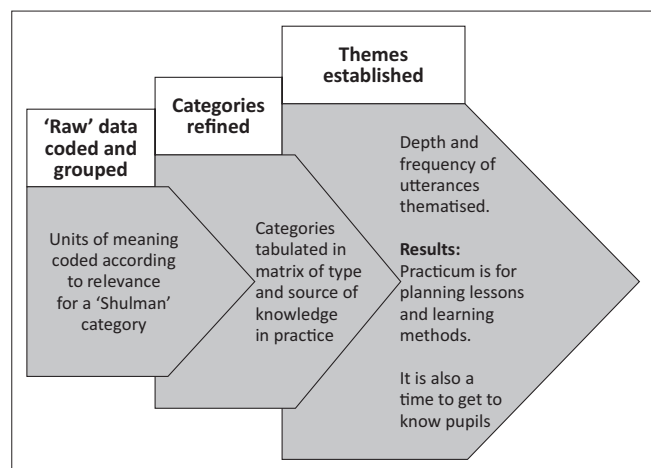 ‘Raw’ data
coded and
grouped
Units of meaning
coded according
to relevance
for a ‘Shulman’
category
Categories
refined
Categories
tabulated in
matrix of type
and source of
knowledge
in practice
Themes
established
Depth and
frequency of
utterances
thematised.
Results:
Practicum is for
planning lessons
and learning
methods.
It is also a
time to get to
know pupils